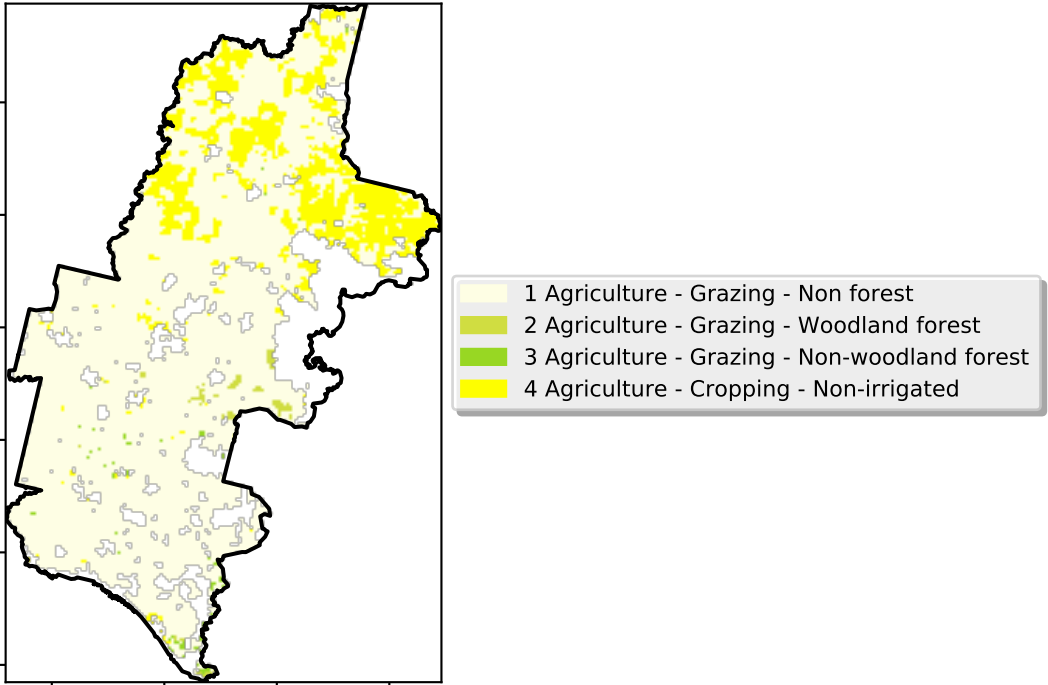 1 Agriculture - Grazing - Non forest
2 Agriculture - Grazing - Woodland forest
3 Agriculture - Grazing - Non-woodland forest
4 Agriculture - Cropping - Non-irrigated